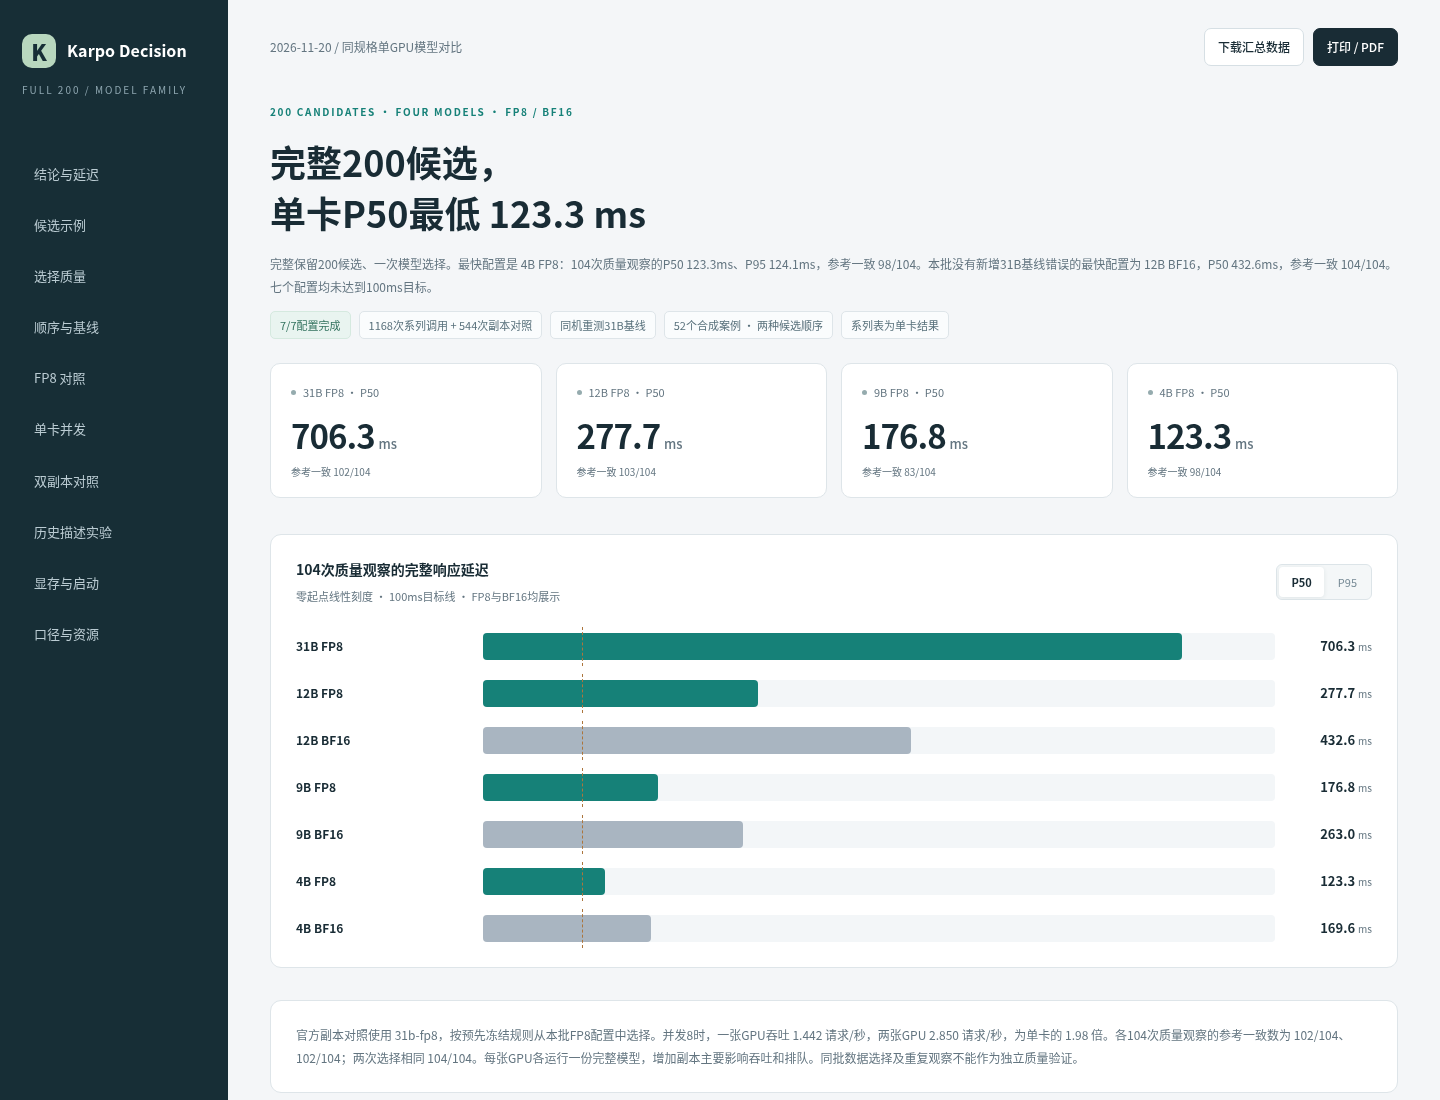 K
Karpo Decision
FULL 200 / MODEL FAMILY
结论与延迟
候选示例
选择质量
顺序与基线
FP8 对照
单卡并发
双副本对照
历史描述实验
显存与启动
口径与资源
2026-11-20 / 同规格单GPU模型对比
下载汇总数据
打印 / PDF
200 CANDIDATES · FOUR MODELS · FP8 / BF16
完整200候选，
单卡P50最低 123.3 ms
完整保留200候选、一次模型选择。最快配置是 4B FP8：104次质量观察的P50 123.3ms、P95 124.1ms，参考一致 98/104。本批没有新增31B基线错误的最快配置为 12B BF16，P50 432.6ms，参考一致 104/104。
七个配置均未达到100ms目标。
7/7配置完成
1168次系列调用 + 544次副本对照
同机重测31B基线
52个合成案例 · 两种候选顺序
系列表为单卡结果
31B FP8 · P50
706.3 ms
参考一致 102/104
12B FP8 · P50
277.7 ms
参考一致 103/104
9B FP8 · P50
176.8 ms
参考一致 83/104
4B FP8 · P50
123.3 ms
参考一致 98/104
104次质量观察的完整响应延迟
零起点线性刻度 · 100ms目标线 · FP8与BF16均展示
P50
P95
31B FP8
706.3 ms
12B FP8
277.7 ms
12B BF16
432.6 ms
9B FP8
176.8 ms
9B BF16
263.0 ms
4B FP8
123.3 ms
4B BF16
169.6 ms
官方副本对照使用 31b-fp8，按预先冻结规则从本批FP8配置中选择。并发8时，一张GPU吞吐 1.442 请求/秒，两张GPU 2.850 请求/秒，为单卡的 1.98 倍。各104次质量观察的参考一致数为 102/104、
102/104；两次选择相同 104/104。每张GPU各运行一份完整模型，增加副本主要影响吞吐和排队。同批数据选择及重复观察不能作为独立质量验证。